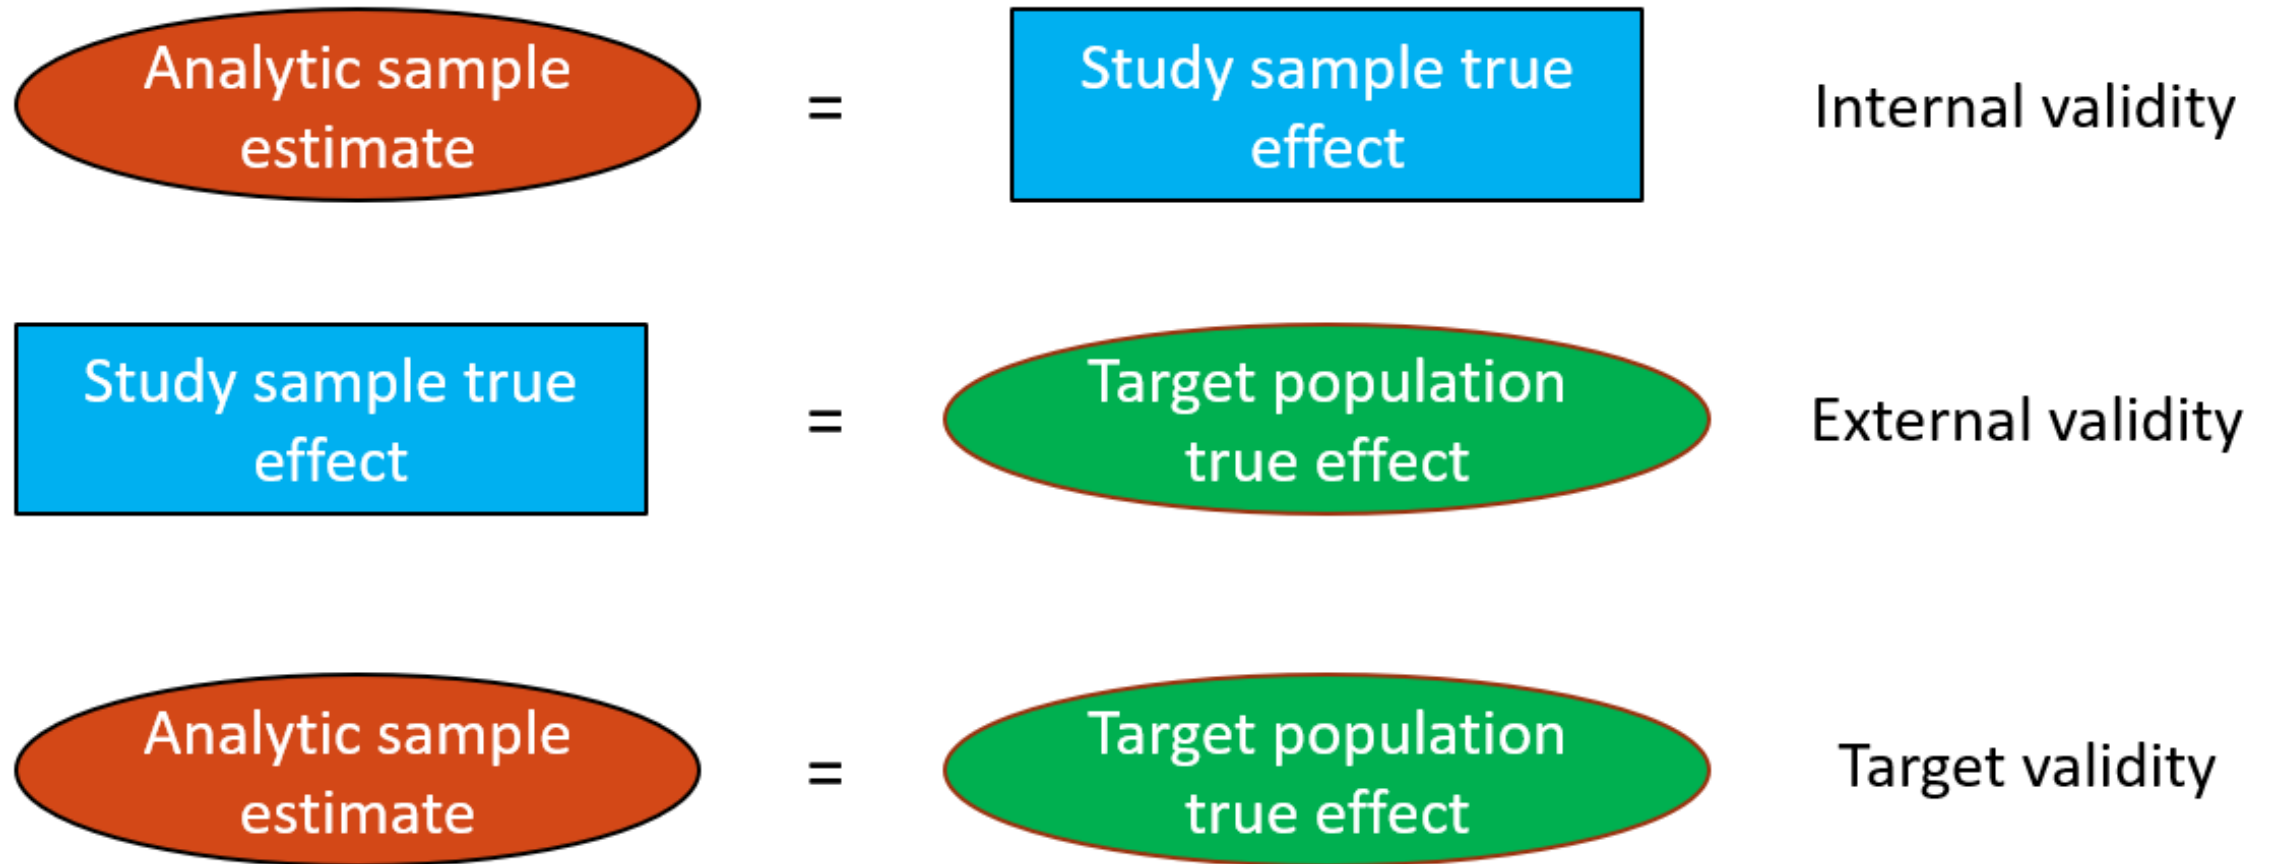 Analytic sample
estimate
=
Study sample true
effect
Internal validity
Study sample true
effect
=
Target population
true effect
External validity
Analytic sample
estimate
=
Target population
true effect
Target validity